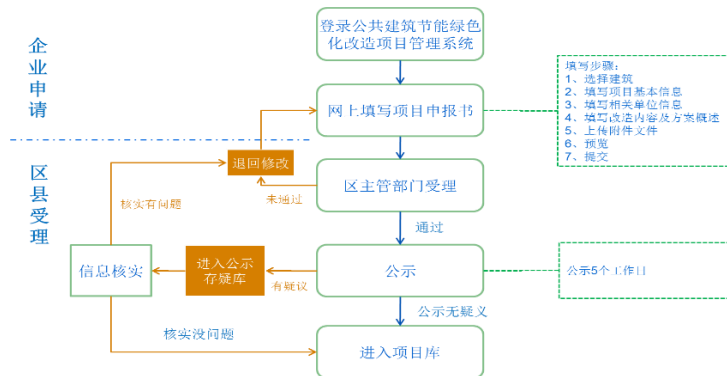 企业申请
登录公共建筑节能绿色
化改造项目管理系统
网上填写项目申报书
填写步骤：
1、选择建筑
2、填写项目基本信息
3、填写相关单位信息
4、填写改造内容及方案概述
5、上传附件文件
6、预览
7、提交
区县受理
退回修改
区主管部门受理
未通过
核实有问题
通过
信息核实
进入公示
存疑库
有疑议
公示
公示5个工作日
公示无疑义
核实没问题
进入项目库